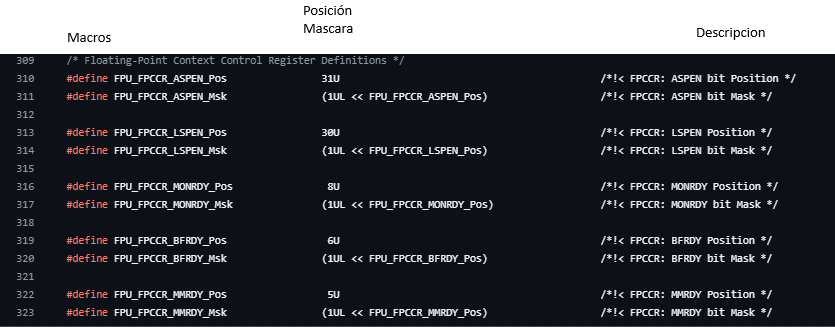 Posición
Mascara
Macros
Descripcion
309 /* Floating-Point Context Control Register Definitions */
310 #define FPU_FPCCR_ASPEN_Pos 31U /*!< FPCCR: ASPEN bit Position */
311 #define FPU_FPCCR_ASPEN_Msk (1UL << FPU_FPCCR_ASPEN_Pos) /*!< FPCCR: ASPEN bit Mask */
312
313 #define FPU_FPCCR_LSPEN_Pos 30U /*!< FPCCR: LSPEN Position */
314 #define FPU_FPCCR_LSPEN_Msk (1UL << FPU_FPCCR_LSPEN_Pos) /*!< FPCCR: LSPEN bit Mask */
315
316 #define FPU_FPCCR_MONRDY_Pos 8U /*!< FPCCR: MONRDY Position */
317 #define FPU_FPCCR_MONRDY_Msk (1UL << FPU_FPCCR_MONRDY_Pos) /*!< FPCCR: MONRDY bit Mask */
318
319 #define FPU_FPCCR_BFRDY_Pos 6U /*!< FPCCR: BFRDY Position */
320 #define FPU_FPCCR_BFRDY_Msk (1UL << FPU_FPCCR_BFRDY_Pos) /*!< FPCCR: BFRDY bit Mask */
321
322 #define FPU_FPCCR_MMRDY_Pos 5U /*!< FPCCR: MMRDY Position */
323 #define FPU_FPCCR_MMRDY_Msk (1UL << FPU_FPCCR_MMRDY_Pos) /*!< FPCCR: MMRDY bit Mask */